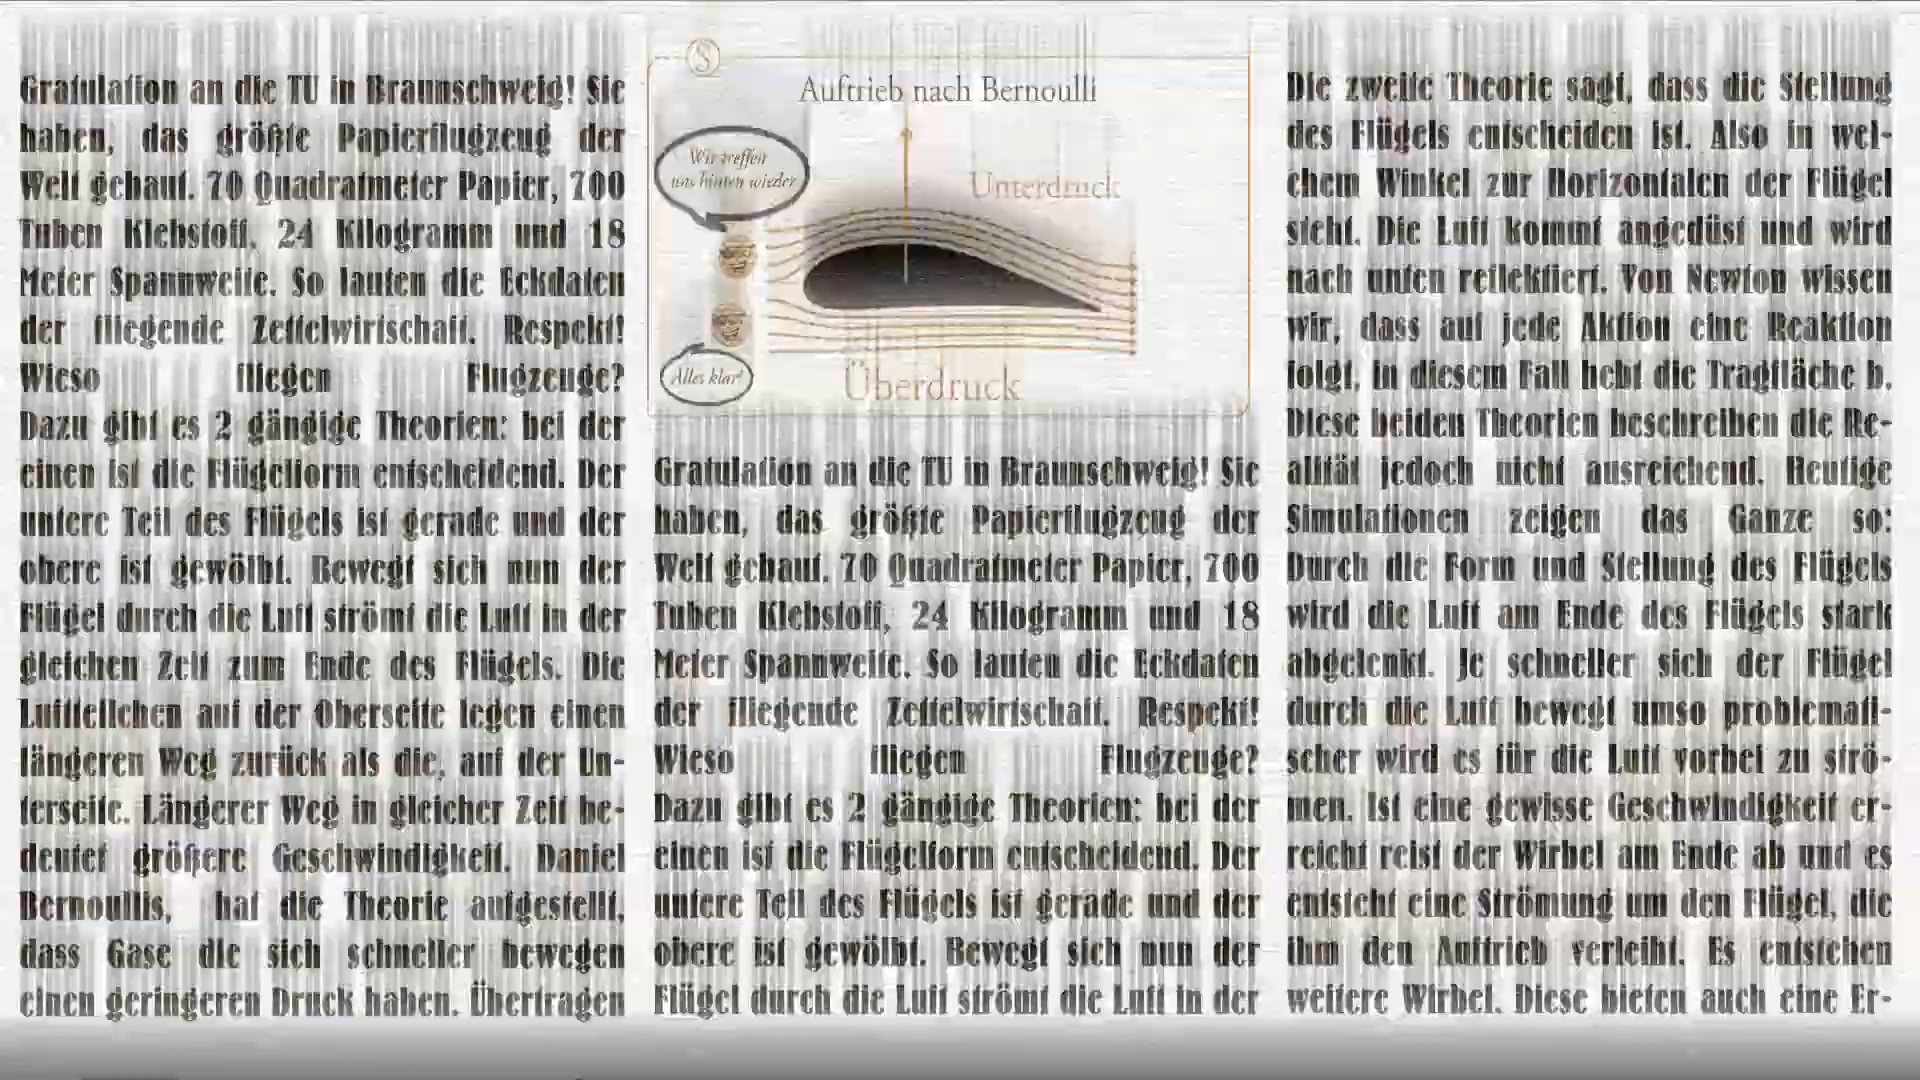 Gratulation an die TU in Braunschweig! Sie
haben, das größte Papierflugzeug der
Welt gebaut. 70 Quadratmeter Papier, 700
Tuben Klebstoff, 24 Kilogramm und 18
Meter Spannweite. So lauten die Eckdaten
der fliegende Zettelwirtschaft. Respekt!
Wieso fliegen Flugzeuge?
Dazu gibt es 2 gängige Theorien: bei der
einen ist die Flügelform entscheidend. Der
untere Teil des Flügels ist gerade und der
obere ist gewölbt. Bewegt sich nun der
Flügel durch die Luft strömt die Luft in der
gleichen Zeit zum Ende des Flügels. Die
Luftteilchen auf der Oberseite legen einen
längeren Weg zurück als die, auf der Un-
terseite. Längerer Weg in gleicher Zeit be-
deutet größere Geschwindigkeit. Daniel
Bernoullis, hat die Theorie aufgestellt,
dass Gase die sich schneller bewegen
einen geringeren Druck haben. Übertragen
§
Auftrieb nach Bernoulli
Wir treffen
uns hinten wieder
Unterdruck
Alles klar!
Überdruck
Gratulation an die TU in Braunschweig! Sie
haben, das größte Papierflugzeug der
Welt gebaut. 70 Quadratmeter Papier, 700
Tuben Klebstoff, 24 Kilogramm und 18
Meter Spannweite. So lauten die Eckdaten
der fliegende Zettelwirtschaft. Respekt!
Wieso fliegen Flugzeuge?
Dazu gibt es 2 gängige Theorien: bei der
einen ist die Flügelform entscheidend. Der
untere Teil des Flügels ist gerade und der
obere ist gewölbt. Bewegt sich nun der
Flügel durch die Luft strömt die Luft in der
Die zweite Theorie sagt, dass die Stellung
des Flügels entscheiden ist. Also in wel-
chem Winkel zur Horizontalen der Flügel
steht. Die Luft kommt angedüst und wird
nach unten reflektiert. Von Newton wissen
wir, dass auf jede Aktion eine Reaktion
folgt, in diesem Fall hebt die Tragfläche b.
Diese beiden Theorien beschreiben die Re-
alität jedoch nicht ausreichend. Heutige
Simulationen zeigen das Ganze so:
Durch die Form und Stellung des Flügels
wird die Luft am Ende des Flügels stark
abgelenkt. Je schneller sich der Flügel
durch die Luft bewegt umso problemati-
scher wird es für die Luft vorbei zu strö-
men. Ist eine gewisse Geschwindigkeit er-
reicht reist der Wirbel am Ende ab und es
entsteht eine Strömung um den Flügel, die
ihm den Auftrieb verleiht. Es entstehen
weitere Wirbel. Diese bieten auch eine Er-